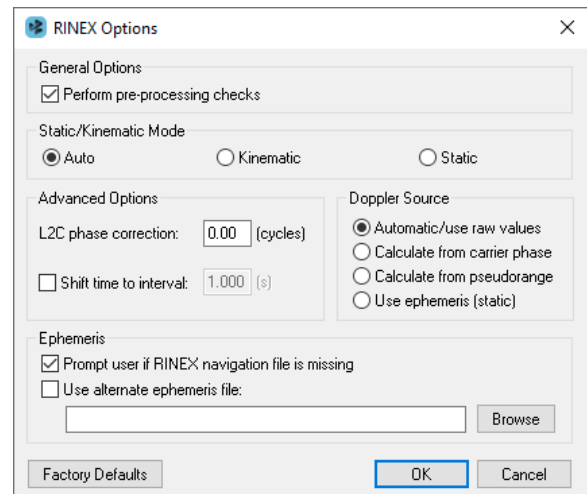 RINEX Options
General Options
Perform pre-processing checks
Static/Kinematic Mode
Auto Kinematic Static
Advanced Options
L2C phase correction: 0.00 (cycles)
Shift time to interval: 1.000 (s)
Doppler Source
Automatic/use raw values
Calculate from carrier phase
Calculate from pseudorange
Use ephemeris (static)
Ephemeris
Prompt user if RINEX navigation file is missing
Use alternate ephemeris file:
Browse
Factory Defaults OK Cancel